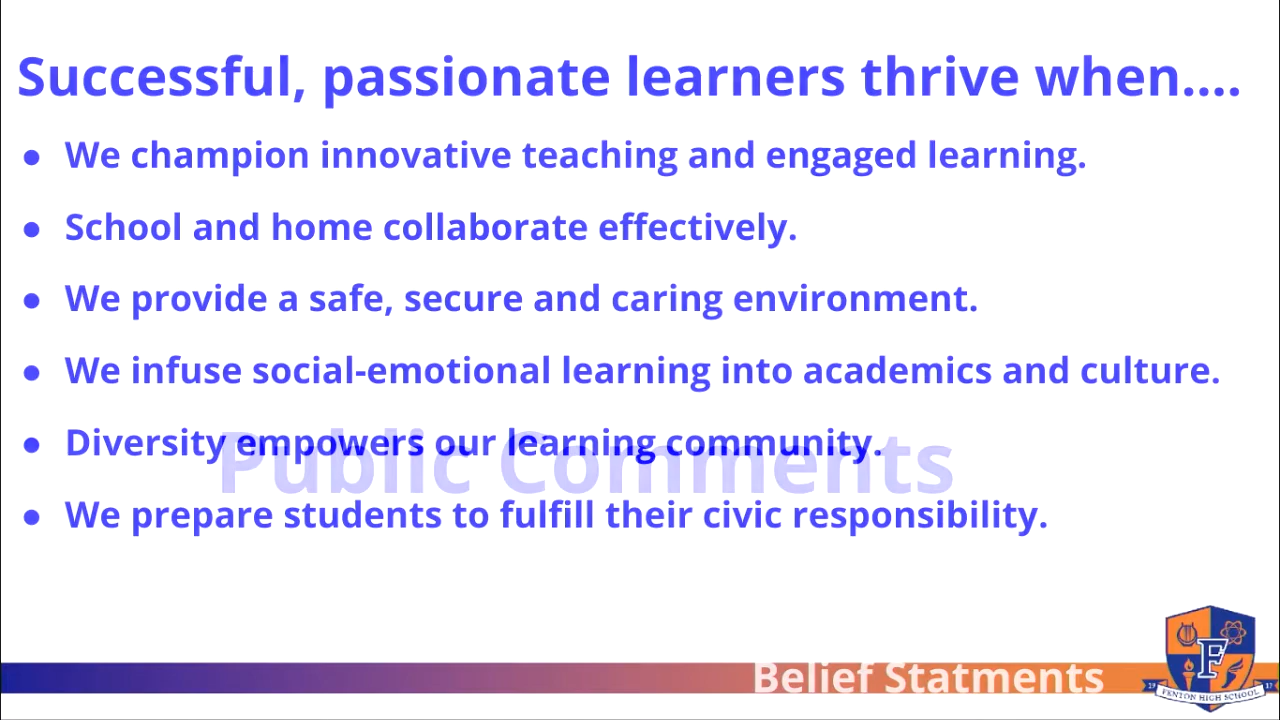 Successful, passionate learners thrive when....
● We champion innovative teaching and engaged learning.
● School and home collaborate effectively.
● We provide a safe, secure and caring environment.
● We infuse social-emotional learning into academics and culture.
● Diversity empowers our learning community.
Public Comments
● We prepare students to fulfill their civic responsibility.
Belief Statments
F
FENTON HIGH SCHOOL